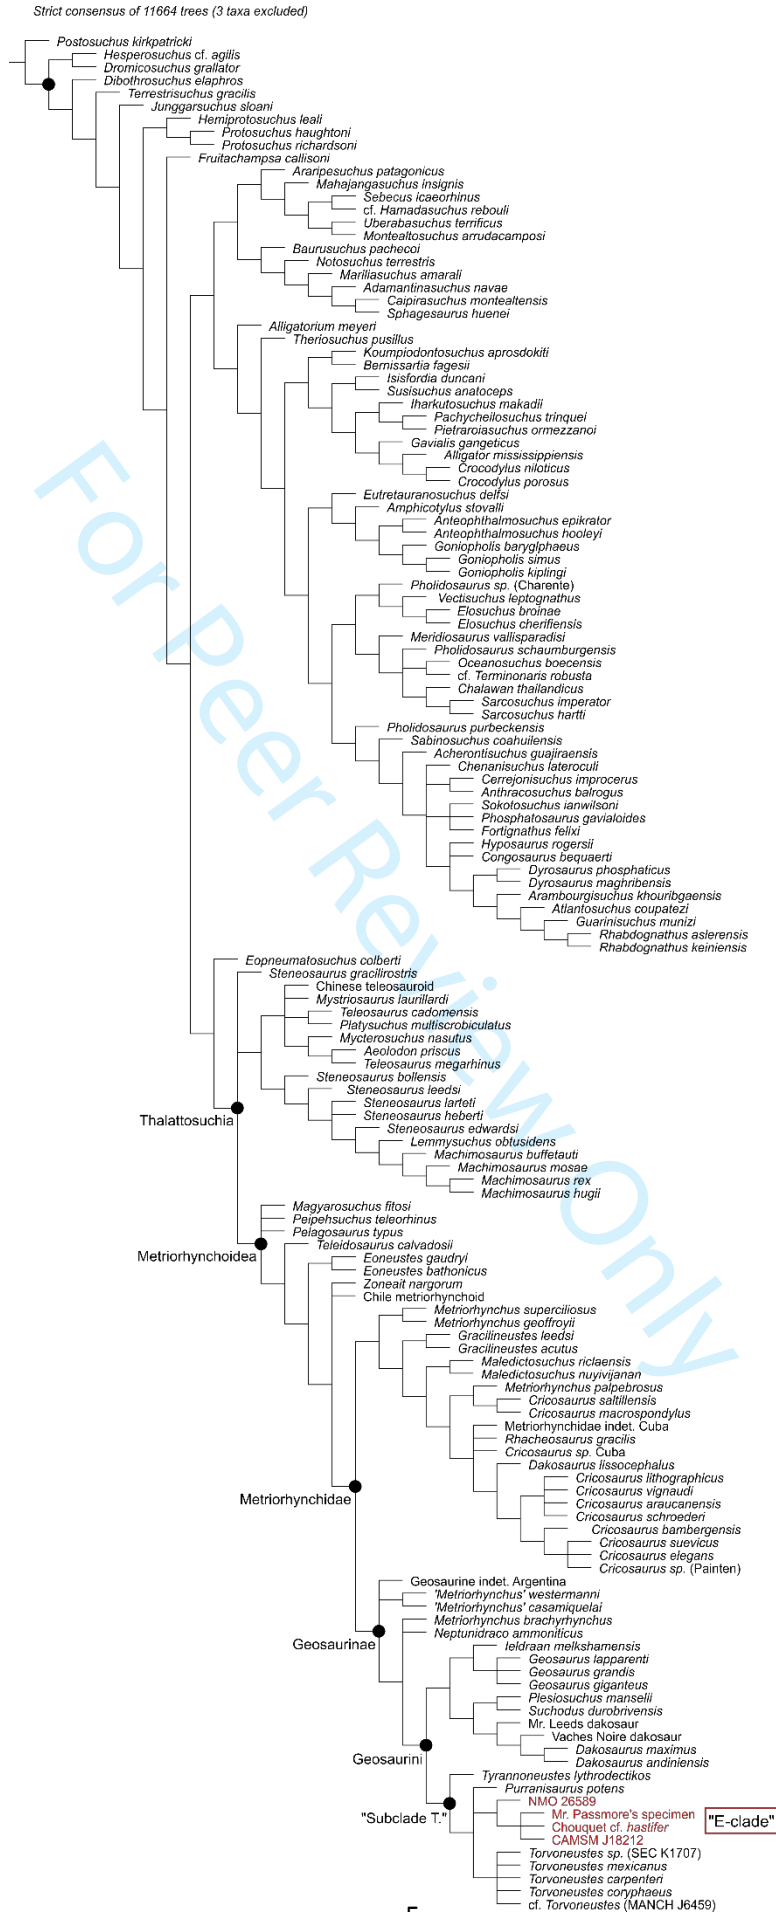 Strict consensus of 11664 trees (3 taxa excluded)
Postosuchus kirkpatricki
Hesperosuchus cf. agilis
Dromicosuchus grallator
Dibothrosuchus elaphros
Terrestrisuchus gracilis
Junggarsuchus sloani
Hemiprotosuchus leali
Protosuchus haughtoni
Protosuchus richardsoni
Fruitachampsa callisoni
Araripesuchus patagonicus
Mahajangasuchus insignis
Sebecus icaeorhinus
cf. Hamadasuchus rebouli
Uberabasuchus terrificus
Montealtosuchus arrudacamposi
Baurusuchus pachecoi
Notosuchus terrestris
Mariliasuchus amarali
Adamantinasuchus navae
Caipirasuchus montealtensis
Sphagesaurus huenei
Alligatorium meyeri
Theriosuchus pusillus
Koumpiodontosuchus aprosdokiti
Bernissartia fagesii
Isisfordia duncani
Susisuchus anatoceps
Iharkutosuchus makadii
Pachycheilosuchus trinquei
Pietraroiasuchus ormezzanoi
Gavialis gangeticus
Alligator mississippiensis
Crocodylus niloticus
Crocodylus porosus
Eutretauranosuchus delfsi
Amphicotylus stovalli
Anteophthalmosuchus epikrator
Anteophthalmosuchus hooleyi
Goniopholis baryglphaeus
Goniopholis simus
Goniopholis kiplingi
Pholidosaurus sp. (Charente)
Vectisuchus leptognathus
Elosuchus broinae
Elosuchus cherifiensis
Meridiosaurus vallisparadisi
Pholidosaurus schaumburgensis
Oceanosuchus boecensis
cf. Terminonaris robusta
Chalawan thailandicus
Sarcosuchus imperator
Sarcosuchus hartti
Pholidosaurus purbeckensis
Sabinosuchus coahuilensis
Acherontisuchus guajiraensis
Chenanisuchus lateroculi
Cerrejonisuchus improcerus
Anthracosuchus balrogus
Sokotosuchus ianwilsoni
Phosphatosaurus gavialoides
Fortignathus felixi
Hyposaurus rogersii
Congosaurus bequaerti
Dyrosaurus phosphaticus
Dyrosaurus maghribensis
Arambourgisuchus khouribgaensis
Atlantosuchus coupatezi
Guarinisuchus munizi
Rhabdognathus aslerensis
Rhabdognathus keiniensis
Eopneumatosuchus colberti
Steneosaurus gracilirostris
Chinese teleosauroid
Mystriosaurus laurillardi
Teleosaurus cadomensis
Platysuchus multiscrobiculatus
Mycterosuchus nasutus
Aeolodon priscus
Teleosaurus megarhinus
Steneosaurus bollensis
Steneosaurus leedsi
Steneosaurus larteti
Steneosaurus heberti
Thalattosuchia
Steneosaurus edwardsi
Lemmysuchus obtusidens
Machimosaurus buffetauti
Machimosaurus mosae
Machimosaurus rex
Machimosaurus hugii
Magyarosuchus fitosi
Peipehsuchus teleorhinus
Pelagosaurus typus
Teleidosaurus calvadosii
Metriorhynchoidea
Eoneustes gaudryi
Eoneustes bathonicus
Zoneait nargorum
Chile metriorhynchoid
Metriorhynchus superciliosus
Metriorhynchus geoffroyii
Gracilineustes leedsi
Gracilineustes acutus
Maledictosuchus riclaensis
Maledictosuchus nuyivijanan
Metriorhynchus palpebrosus
Cricosaurus saltillensis
Cricosaurus macrospondylus
Metriorhynchidae indet. Cuba
Rhacheosaurus gracilis
Cricosaurus sp. Cuba
Dakosaurus lissocephalus
Cricosaurus lithographicus
Cricosaurus vignaudi
Metriorhynchidae
Cricosaurus araucanensis
Cricosaurus schroederi
Cricosaurus bambergensis
Cricosaurus suevicus
Cricosaurus elegans
Cricosaurus sp. (Painten)
Geosaurine indet. Argentina
'Metriorhynchus' westermanni
'Metriorhynchus' casamiquelai
Metriorhynchus brachyrhynchus
Neptunidraco ammoniticus
Geosaurinae
Ieldraan melkshamensis
Geosaurus lapparenti
Geosaurus grandis
Geosaurus giganteus
Plesiosuchus manselii
Suchodus durobrivensis
Mr. Leeds dakosaur
Vaches Noire dakosaur
Dakosaurus maximus
Geosaurini
Dakosaurus andiniensis
Tyrannoneustes lythrodectikos
Purranisaurus potens
NMO 26589
Mr. Passmore's specimen
"Subclade T."
Chouquet cf. hastifer
"E-clade"
CAMSM J18212
Torvoneustes sp. (SEC K1707)
Torvoneustes mexicanus
Torvoneustes carpenteri
Torvoneustes coryphaeus
cf. Torvoneustes (MANCH J6459)
For Peer Review Only